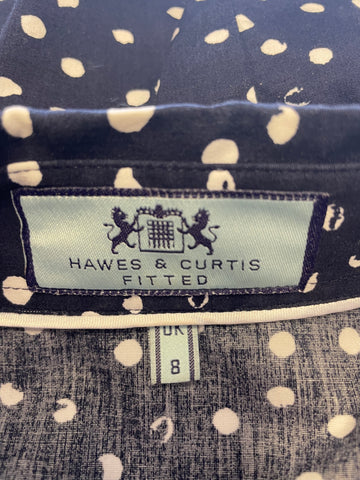 HAWES & CURTIS
FITTED
UK
8